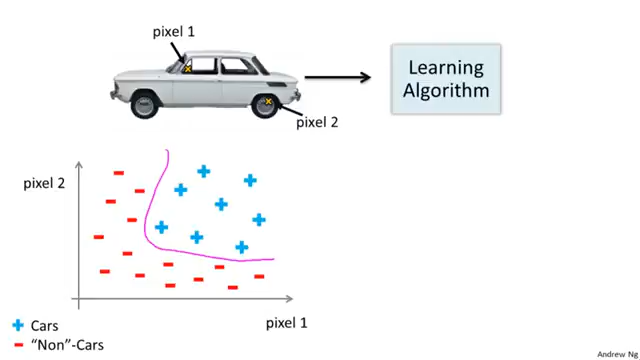 pixel 1
Learning
Algorithm
pixel 2
pixel 2
pixel 1
Cars
“Non”-Cars
Andrew Ng